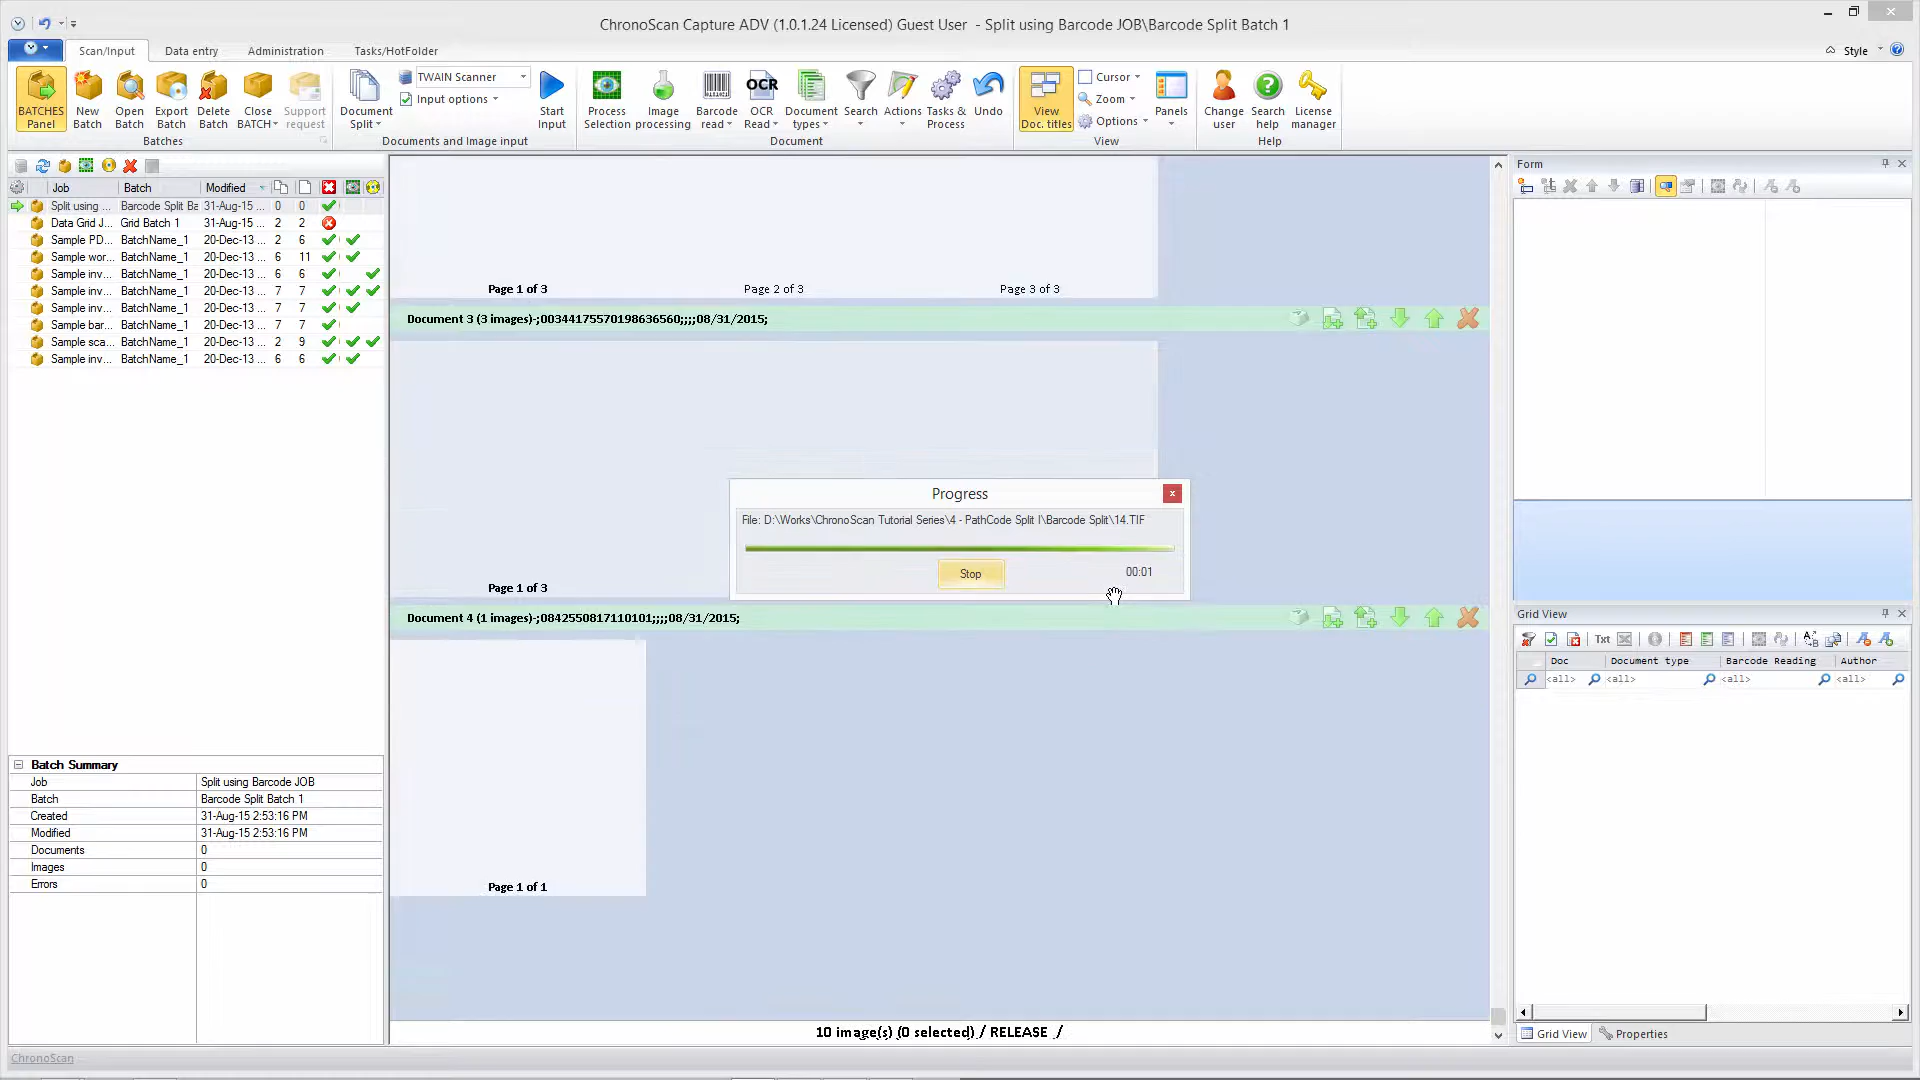 ChronoScan Capture ADV (1.0.1.24 Licensed) Guest User - Split using Barcode JOB\Barcode Split Batch 1
Scan/Input Data entry Administration Tasks/HotFolder Style
BATCHES Panel
New Batch
Open Batch
Export Batch
Delete Batch
Close BATCH
Support request
Document Split
TWAIN Scanner
Input options
Start Input
Process Selection
Image processing
Barcode read
OCR
OCR Read
Document types
Search
Actions
Tasks & Process
Undo
View Doc. titles
Cursor
Zoom
Options
Panels
Change user
Search help
License manager
Batches Documents and Image input Document View Help
Job Batch Modified
Split using ... Barcode Split Ba 31-Aug-15 ... 0 0
Data Grid J... Grid Batch 1 31-Aug-15 ... 2 2
Sample PD... BatchName_1 20-Dec-13 ... 2 6
Sample wor... BatchName_1 20-Dec-13 ... 6 11
Sample inv... BatchName_1 20-Dec-13 ... 6 6
Sample inv... BatchName_1 20-Dec-13 ... 7 7
Sample inv... BatchName_1 20-Dec-13 ... 7 7
Sample bar... BatchName_1 20-Dec-13 ... 7 7
Sample sca... BatchName_1 20-Dec-13 ... 2 9
Sample inv... BatchName_1 20-Dec-13 ... 6 6
Batch Summary
Job Split using Barcode JOB
Batch Barcode Split Batch 1
Created 31-Aug-15 2:53:16 PM
Modified 31-Aug-15 2:53:16 PM
Documents 0
Images 0
Errors 0
Page 1 of 3 Page 2 of 3 Page 3 of 3
Document 3 (3 images)-;00344175570198636560;;;;08/31/2015;
Progress
File: D:\Works\ChronoScan Tutorial Series\4 - PathCode Split I\Barcode Split\14.TIF
Stop 00:01
Page 1 of 3
Document 4 (1 images)-;0842550817110101;;;;08/31/2015;
Page 1 of 1
10 image(s) (0 selected) / RELEASE /
Form
Grid View
Txt
Doc Document type Barcode Reading Author
<all> <all> <all> <all>
Grid View Properties
ChronoScan